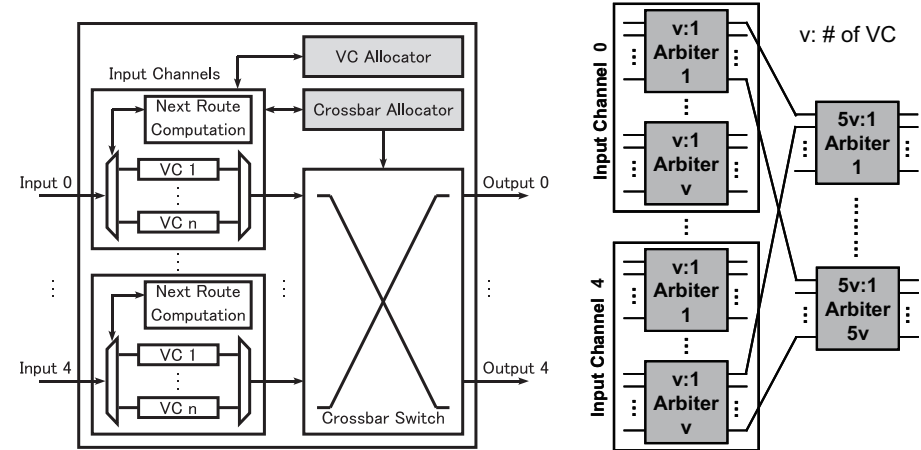 VC Allocator
Input Channels
Next Route
Computation
Crossbar Allocator
VC 1
VC n
Input 0
Output 0
Next Route
Computation
VC 1
VC n
Input 4
Output 4
Crossbar Switch
Input Channel 0
v:1
Arbiter
1
v:1
Arbiter
v
Input Channel 4
v:1
Arbiter
1
v:1
Arbiter
v
v: # of VC
5v:1
Arbiter
1
5v:1
Arbiter
5v